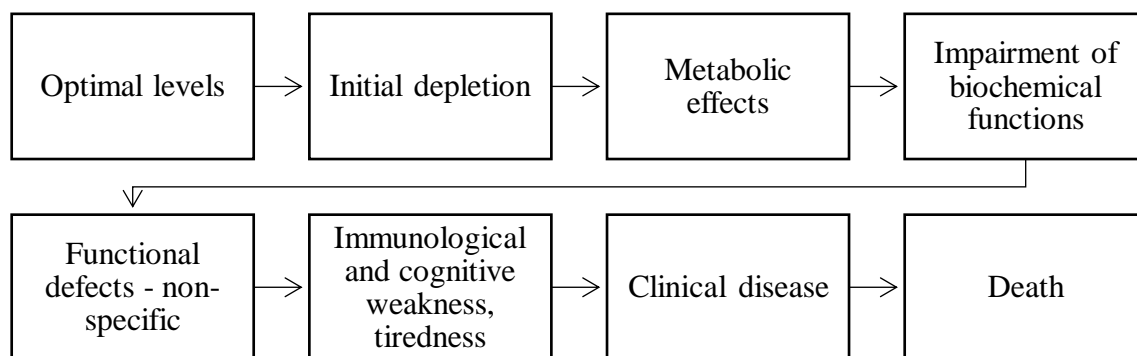 Optimal levels
Initial depletion
Metabolic
effects
Impairment of
biochemical
functions
Functional
defects - non-
specific
Immunological
and cognitive
weakness,
tiredness
Clinical disease
Death